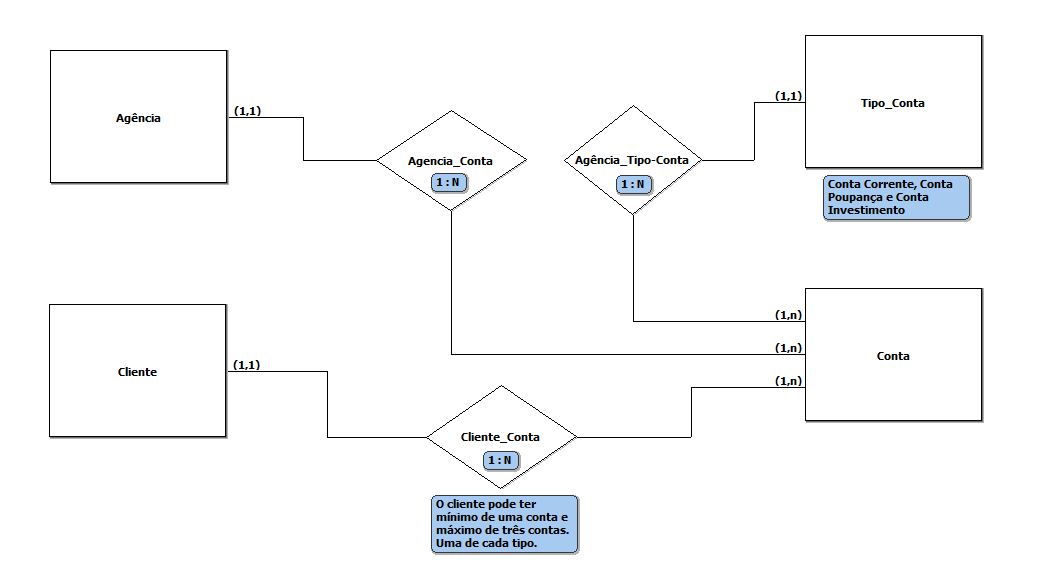 Agência
(1,1)
Agencia_Conta
1:N
Agência_Tipo-Conta
1:N
(1,1)
Tipo_Conta
Conta Corrente, Conta
Poupança e Conta
Investimento
Cliente
(1,1)
Cliente_Conta
1:N
O cliente pode ter
mínimo de uma conta e
máximo de três contas.
Uma de cada tipo.
(1,n)
(1,n)
(1,n)
Conta